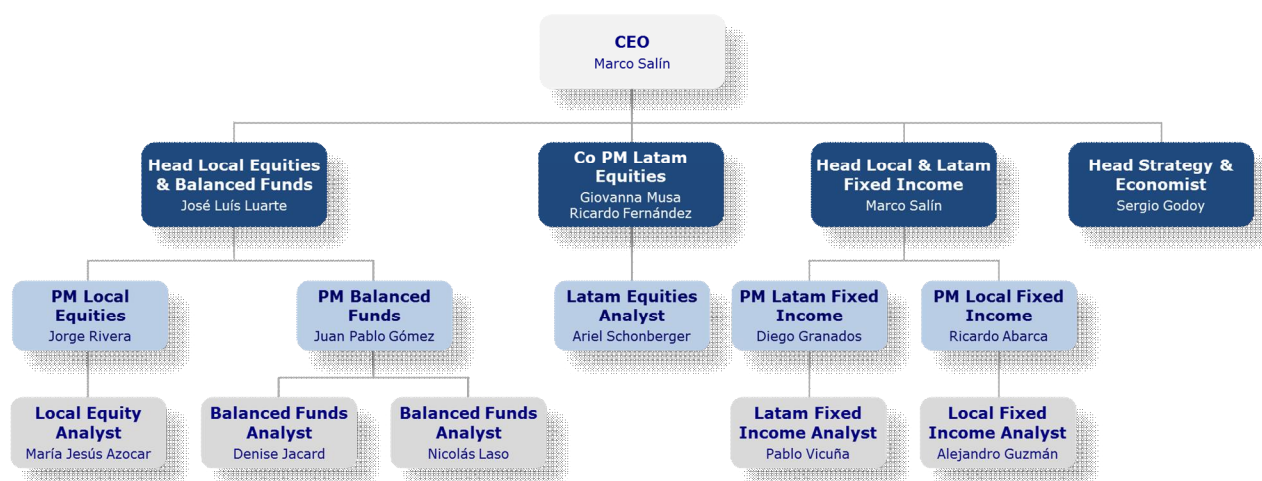 CEO
Marco Salín
Head Local Equities
& Balanced Funds
José Luís Luarte
Co PM Latam
Equities
Giovanna Musa
Ricardo Fernández
Head Local & Latam
Fixed Income
Marco Salín
Head Strategy &
Economist
Sergio Godoy
PM Local
Equities
Jorge Rivera
PM Balanced
Funds
Juan Pablo Gómez
Latam Equities
Analyst
Ariel Schonberger
PM Latam Fixed
Income
Diego Granados
PM Local Fixed
Income
Ricardo Abarca
Local Equity
Analyst
María Jesús Azocar
Balanced Funds
Analyst
Denise Jacard
Balanced Funds
Analyst
Nicolás Laso
Latam Fixed
Income Analyst
Pablo Vicuña
Local Fixed
Income Analyst
Alejandro Guzmán